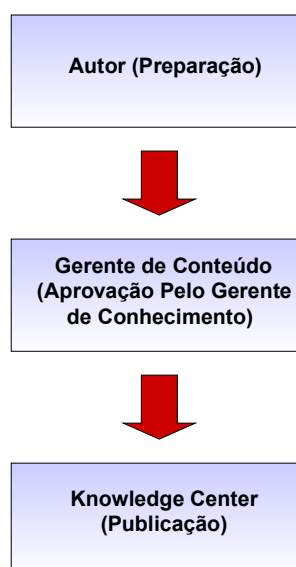 Autor (Preparação)
Gerente de Conteúdo
(Aprovação Pelo Gerente
de Conhecimento)
Knowledge Center
(Publicação)